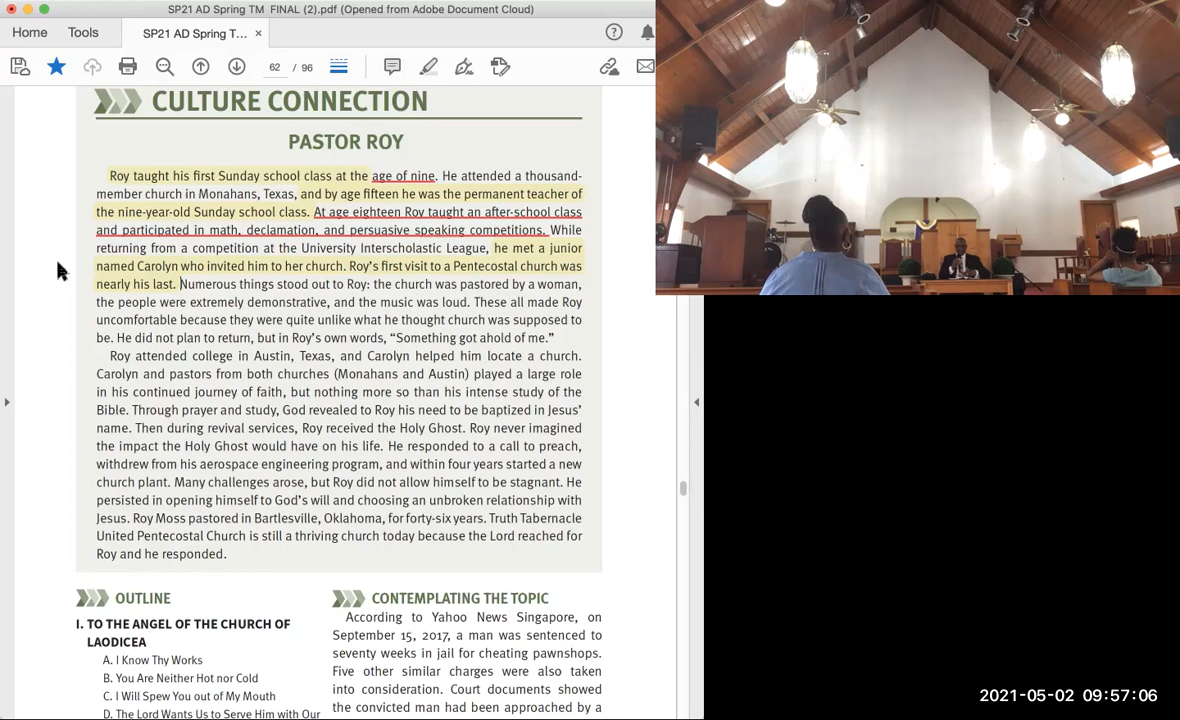 SP21 AD Spring TM  FINAL (2).pdf (Opened from Adobe Document Cloud)
Home
Tools
SP21 AD Spring T... ×
62 / 96
CULTURE CONNECTION
PASTOR ROY
Roy taught his first Sunday school class at the age of nine. He attended a thousand-
member church in Monahans, Texas, and by age fifteen he was the permanent teacher of
the nine-year-old Sunday school class. At age eighteen Roy taught an after-school class
and participated in math, declamation, and persuasive speaking competitions. While
returning from a competition at the University Interscholastic League, he met a junior
named Carolyn who invited him to her church. Roy's first visit to a Pentecostal church was
nearly his last. Numerous things stood out to Roy: the church was pastored by a woman,
the people were extremely demonstrative, and the music was loud. These all made Roy
uncomfortable because they were quite unlike what he thought church was supposed to
be. He did not plan to return, but in Roy's own words, “Something got ahold of me.”
Roy attended college in Austin, Texas, and Carolyn helped him locate a church.
Carolyn and pastors from both churches (Monahans and Austin) played a large role
in his continued journey of faith, but nothing more so than his intense study of the
Bible. Through prayer and study, God revealed to Roy his need to be baptized in Jesus'
name. Then during revival services, Roy received the Holy Ghost. Roy never imagined
the impact the Holy Ghost would have on his life. He responded to a call to preach,
withdrew from his aerospace engineering program, and within four years started a new
church plant. Many challenges arose, but Roy did not allow himself to be stagnant. He
persisted in opening himself to God's will and choosing an unbroken relationship with
Jesus. Roy Moss pastored in Bartlesville, Oklahoma, for forty-six years. Truth Tabernacle
United Pentecostal Church is still a thriving church today because the Lord reached for
Roy and he responded.
OUTLINE
I. TO THE ANGEL OF THE CHURCH OF
LAODICEA
A. I Know Thy Works
B. You Are Neither Hot nor Cold
C. I Will Spew You out of My Mouth
D. The Lord Wants Us to Serve Him with Our
CONTEMPLATING THE TOPIC
According to Yahoo News Singapore, on
September 15, 2017, a man was sentenced to
seventy weeks in jail for cheating pawnshops.
Five other similar charges were also taken
into consideration. Court documents showed
the convicted man had been approached by a
2021-05-02 09:57:06